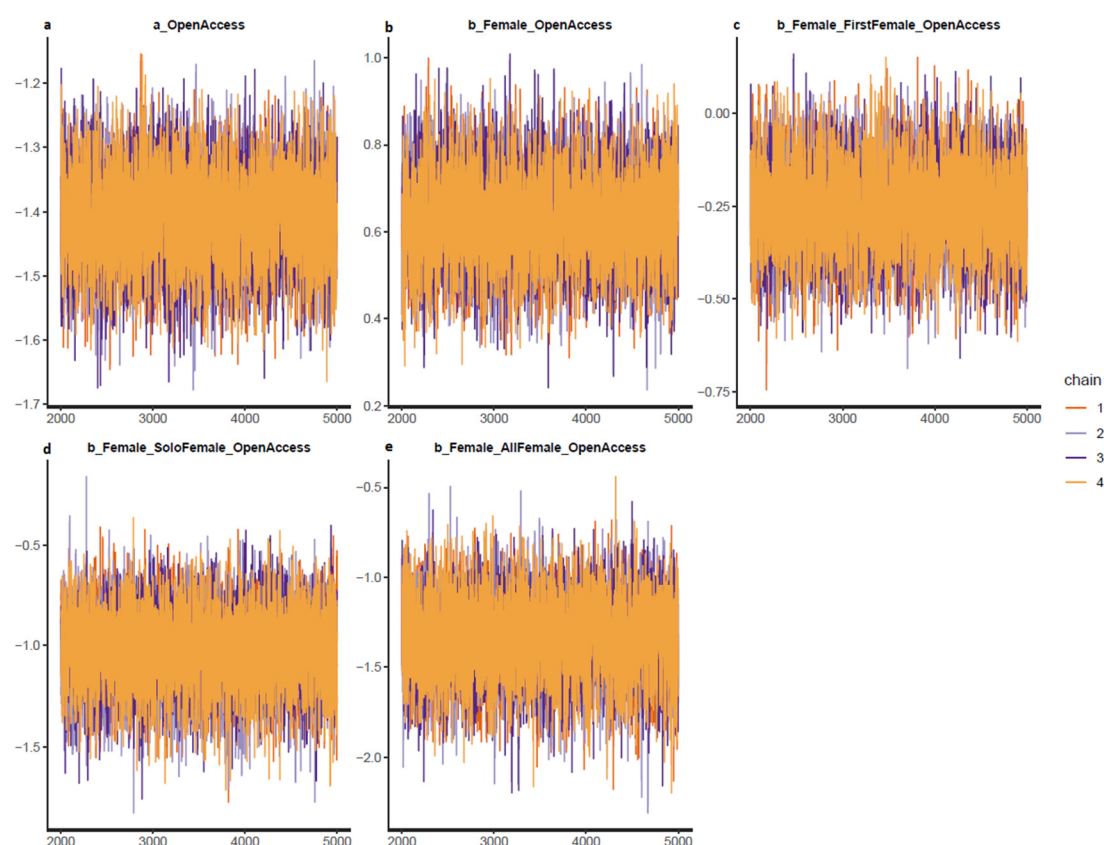 a a_OpenAccess
b b_Female_OpenAccess
c b_Female_FirstFemale_OpenAccess
−1.2
−1.3
−1.4
−1.5
−1.6
−1.7
2000 3000 4000 5000
1.0
0.8
0.6
0.4
0.2
2000 3000 4000 5000
0.00
−0.25
−0.50
−0.75
2000 3000 4000 5000
chain
1
2
3
4
d b_Female_SoloFemale_OpenAccess
e b_Female_AllFemale_OpenAccess
−0.5
−1.0
−1.5
2000 3000 4000 5000
−0.5
−1.0
−1.5
−2.0
2000 3000 4000 5000